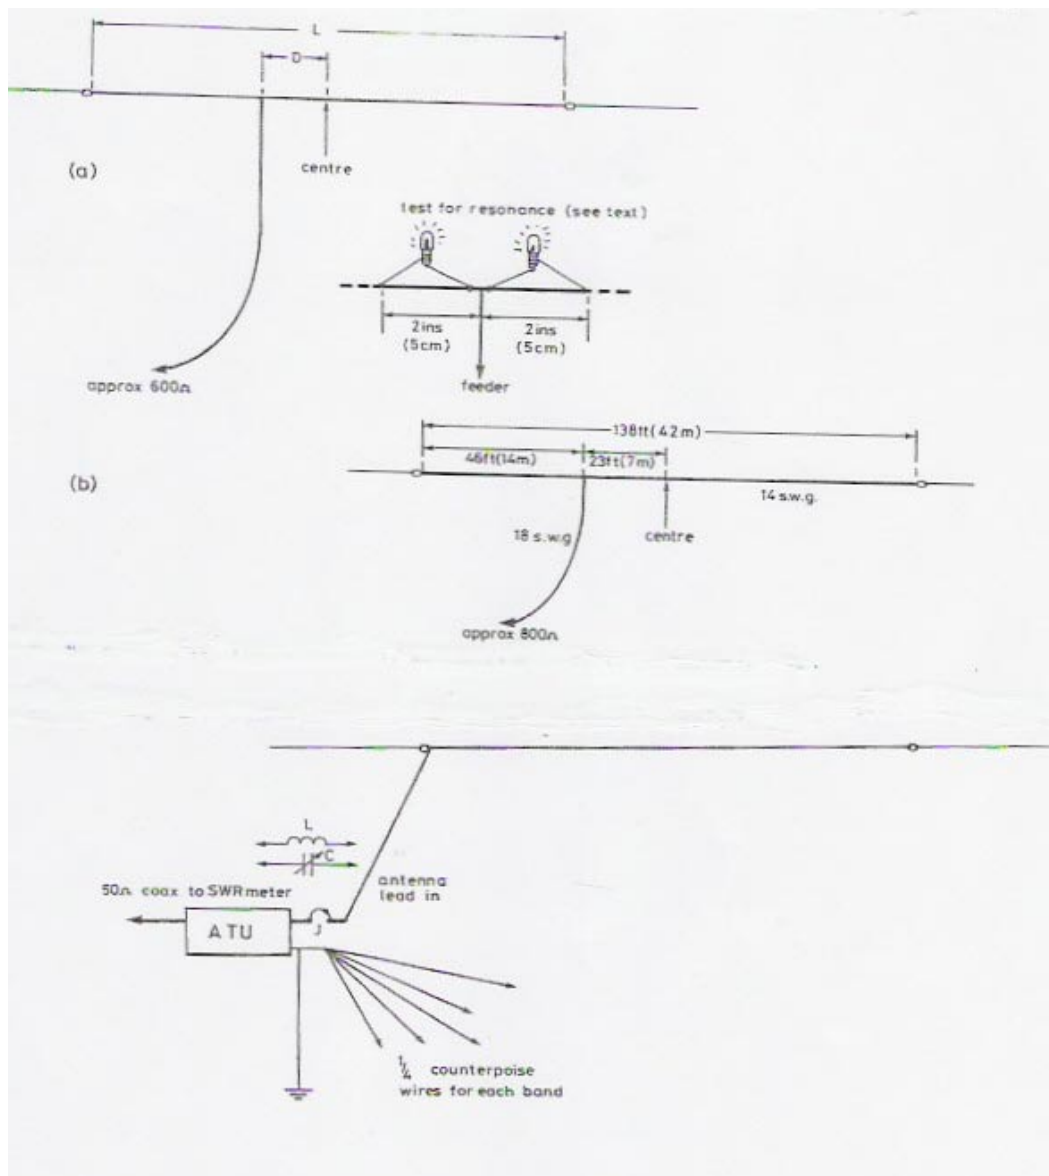 L
D
centre
(a)
test for resonance (see text)
2ins
(5cm)
2ins
(5cm)
approx 600Ω
feeder
138ft(42m)
46ft(14m)
23ft(7m)
(b)
14 s.w.g.
18 s.w.g
centre
approx 800Ω
L
C
antenna
lead in
50Ω coax to SWR meter
ATU
J
1/4 counterpoise
wires for each band